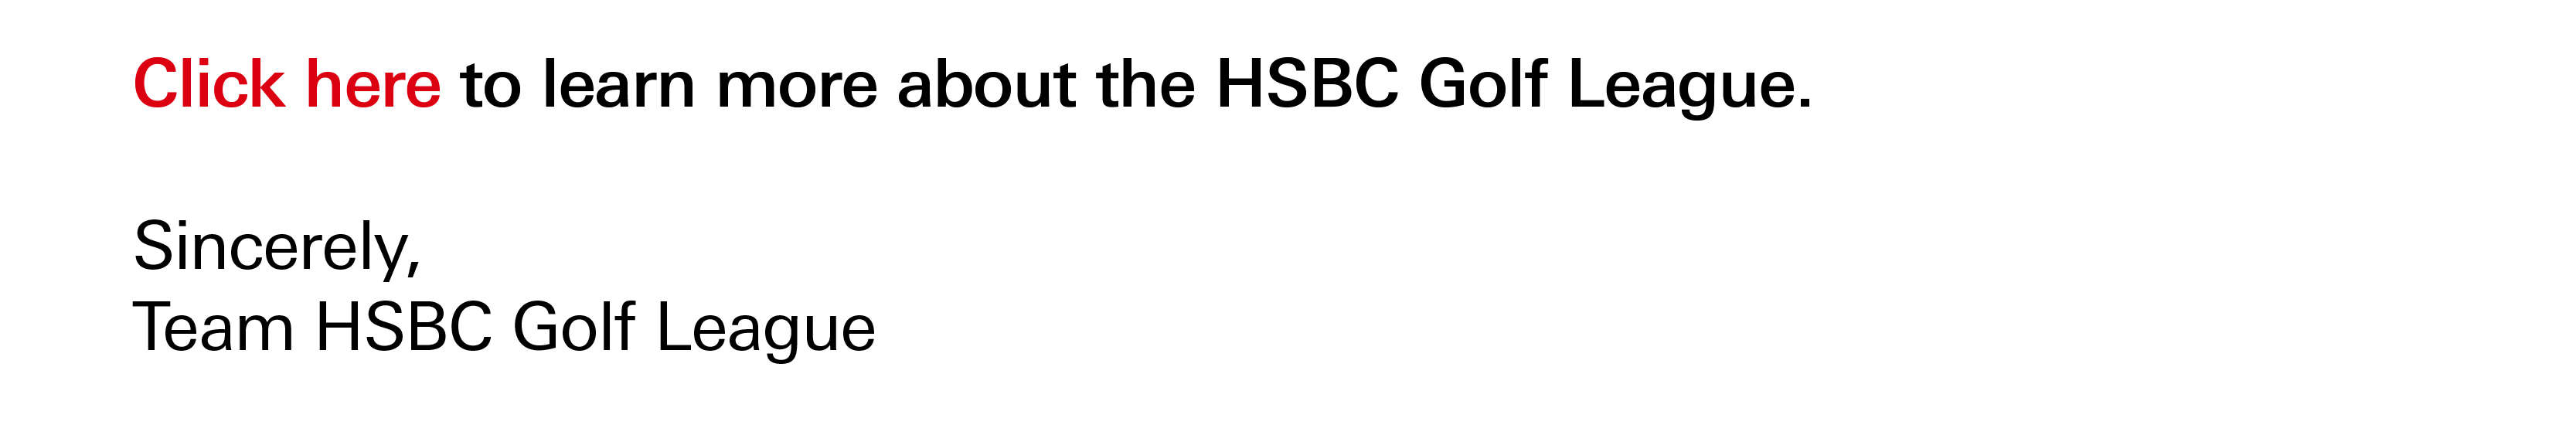 Click here to learn more about the HSBC Golf League.
Sincerely,
Team HSBC Golf League